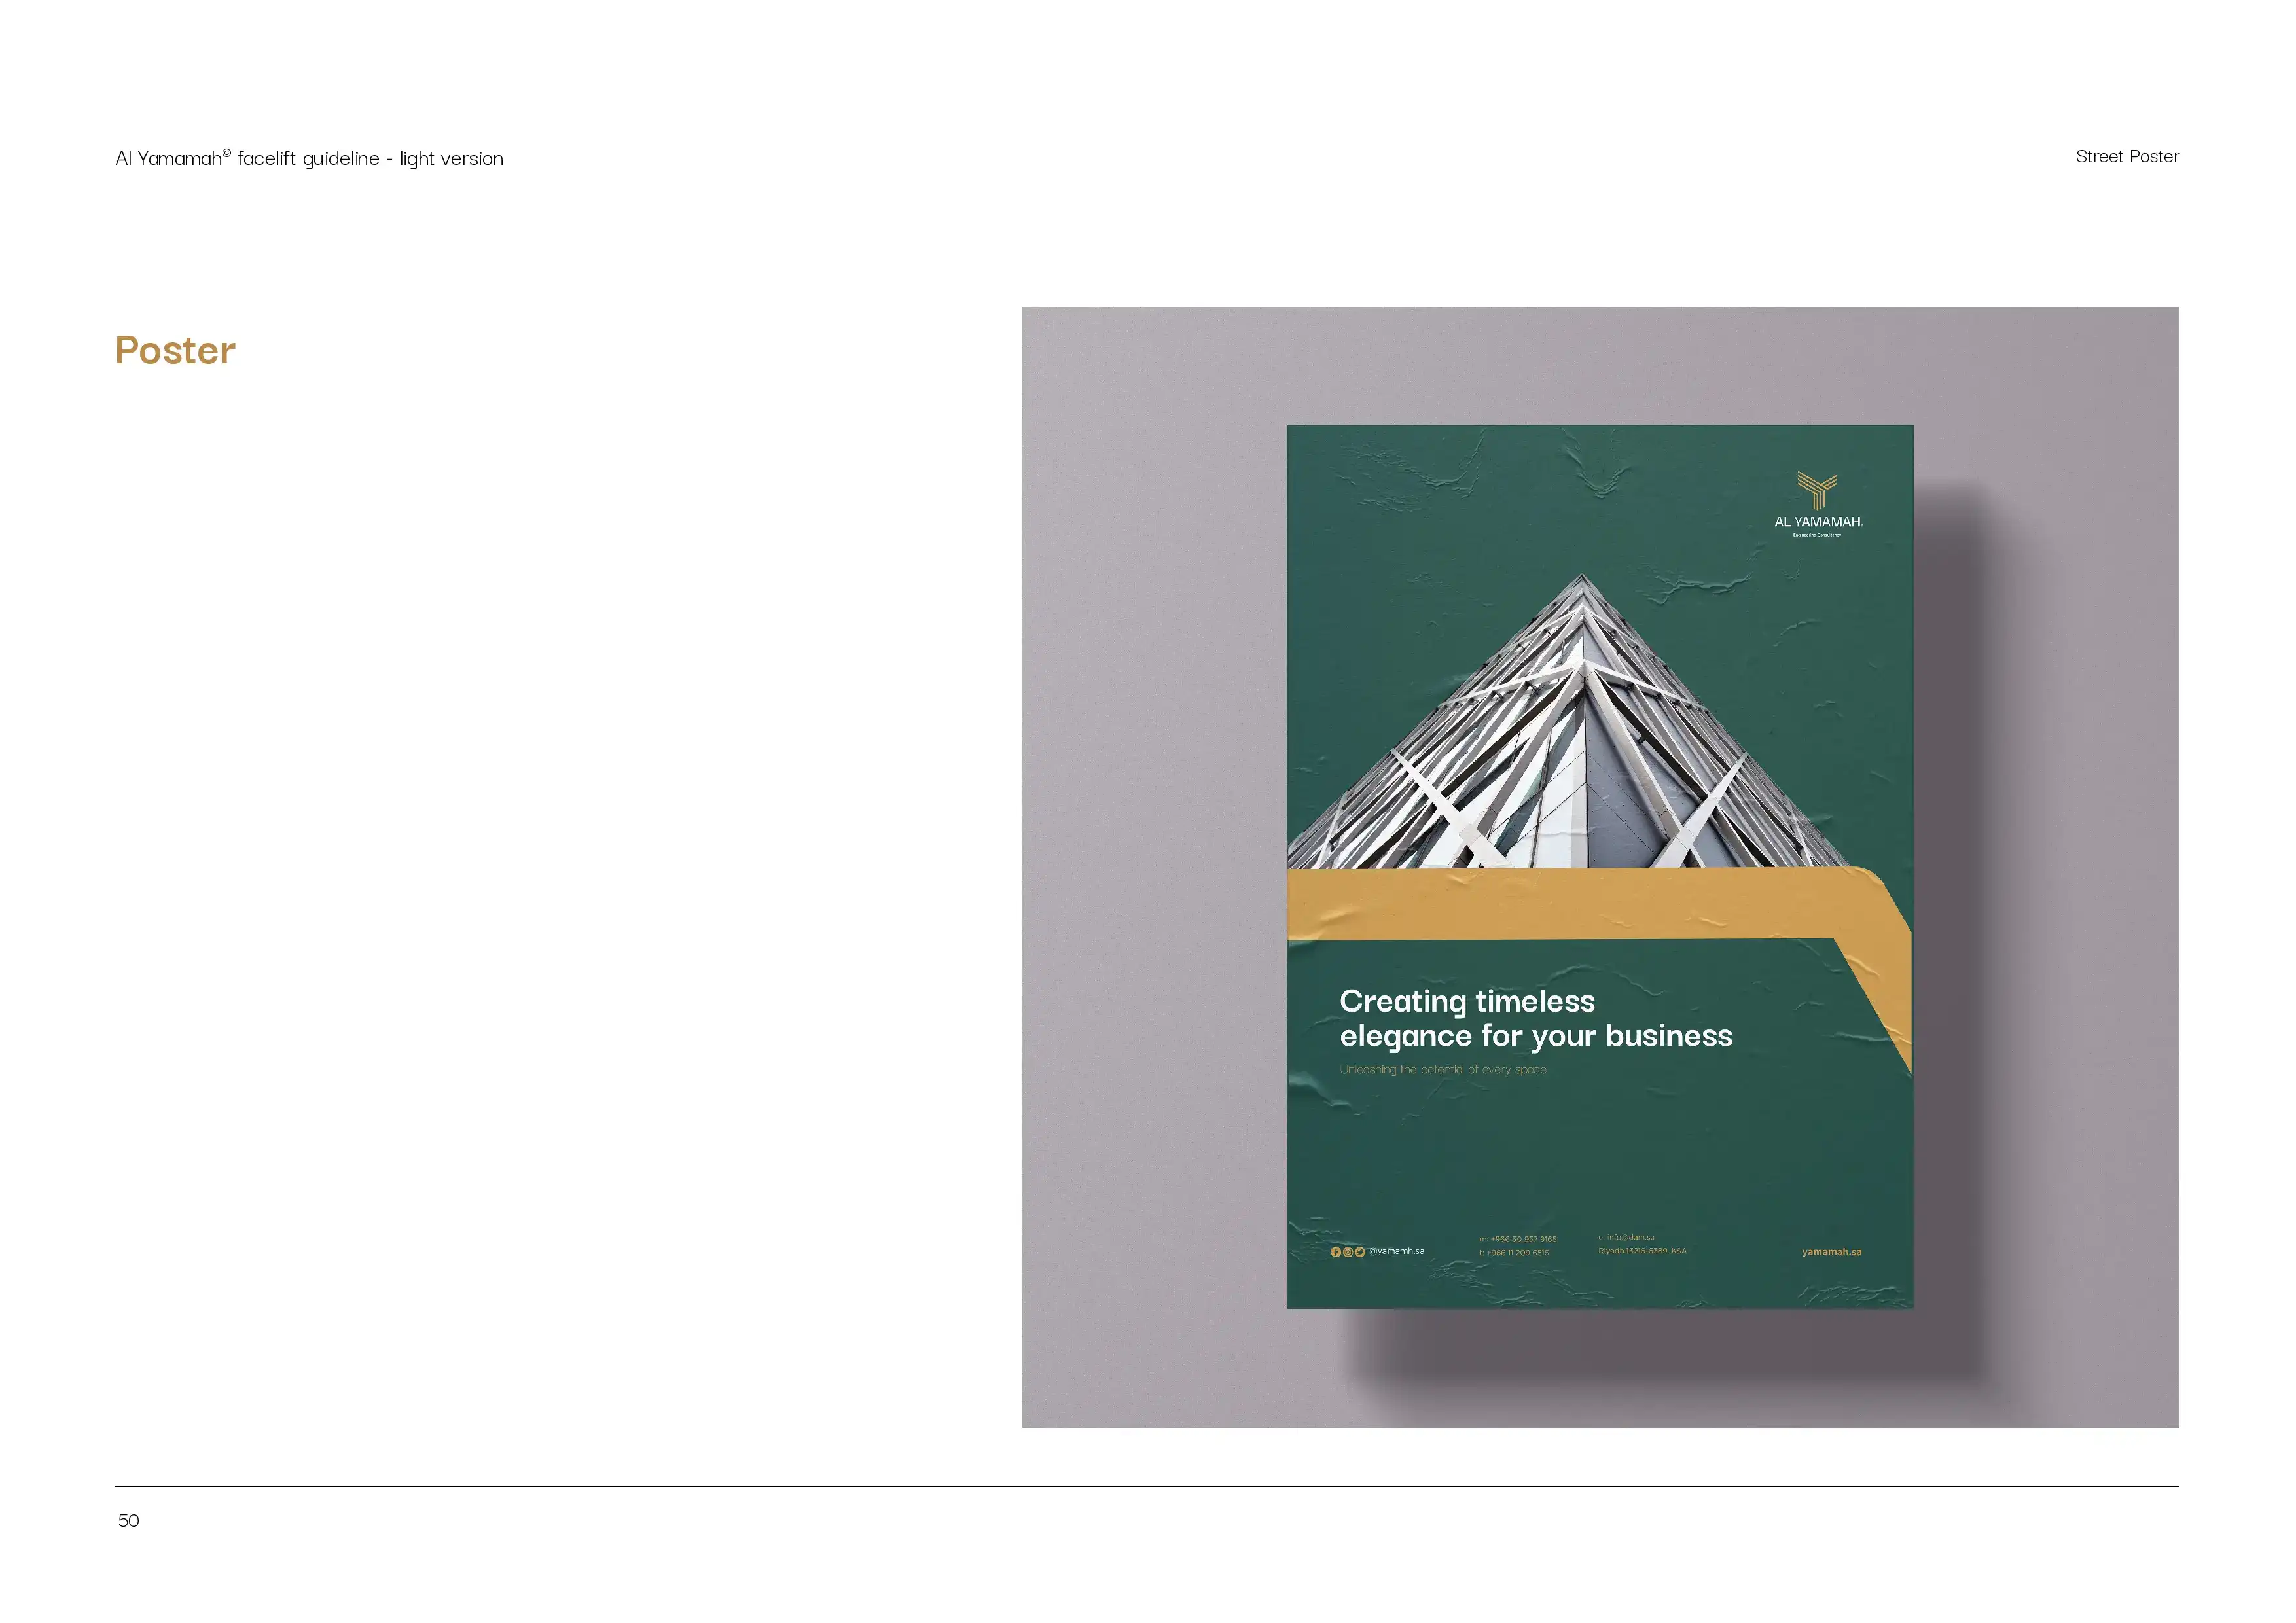 Al Yamamah© facelift guideline - light version
Street Poster
Poster
AL YAMAMAH.
Engineering Consultancy
Creating timeless
elegance for your business
Unleashing the potential of every space
@yamamh.sa
m: +966 50 957 9165
t: +966 11 209 6515
e: info@dam.sa
Riyadh 13216-6389, KSA
yamamah.sa
50